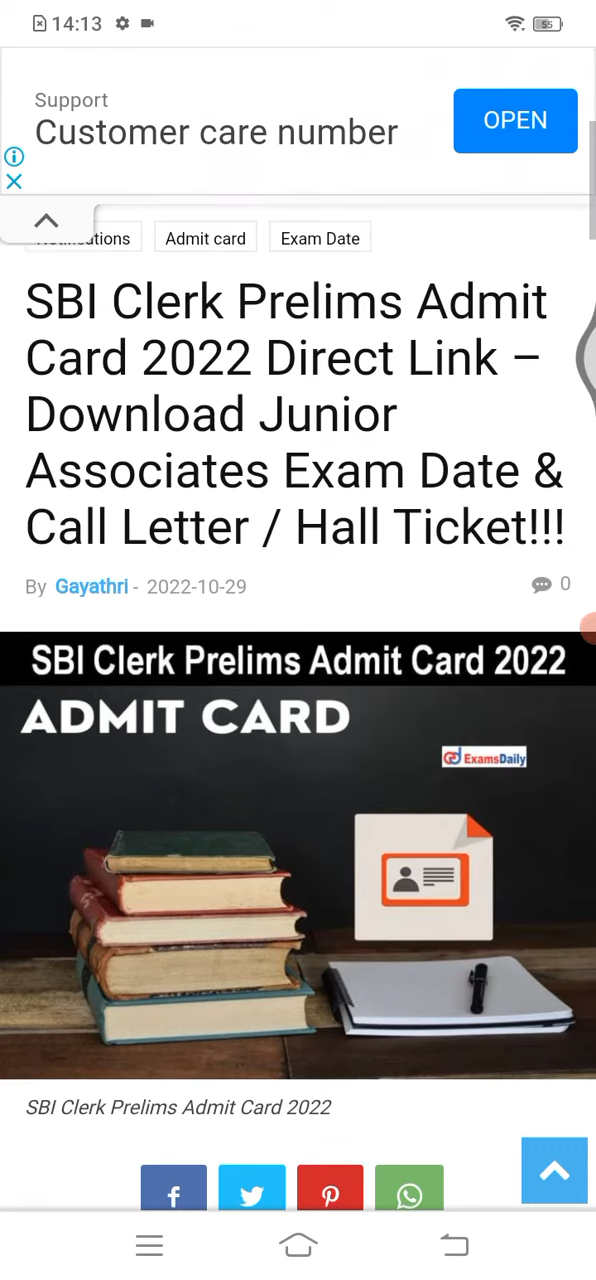 14:13
55
Support
Customer care number
OPEN
Admit card
Exam Date
SBI Clerk Prelims Admit
Card 2022 Direct Link –
Download Junior
Associates Exam Date &
Call Letter / Hall Ticket!!!
By Gayathri - 2022-10-29
0
SBI Clerk Prelims Admit Card 2022
ADMIT CARD
ExamsDaily
SBI Clerk Prelims Admit Card 2022